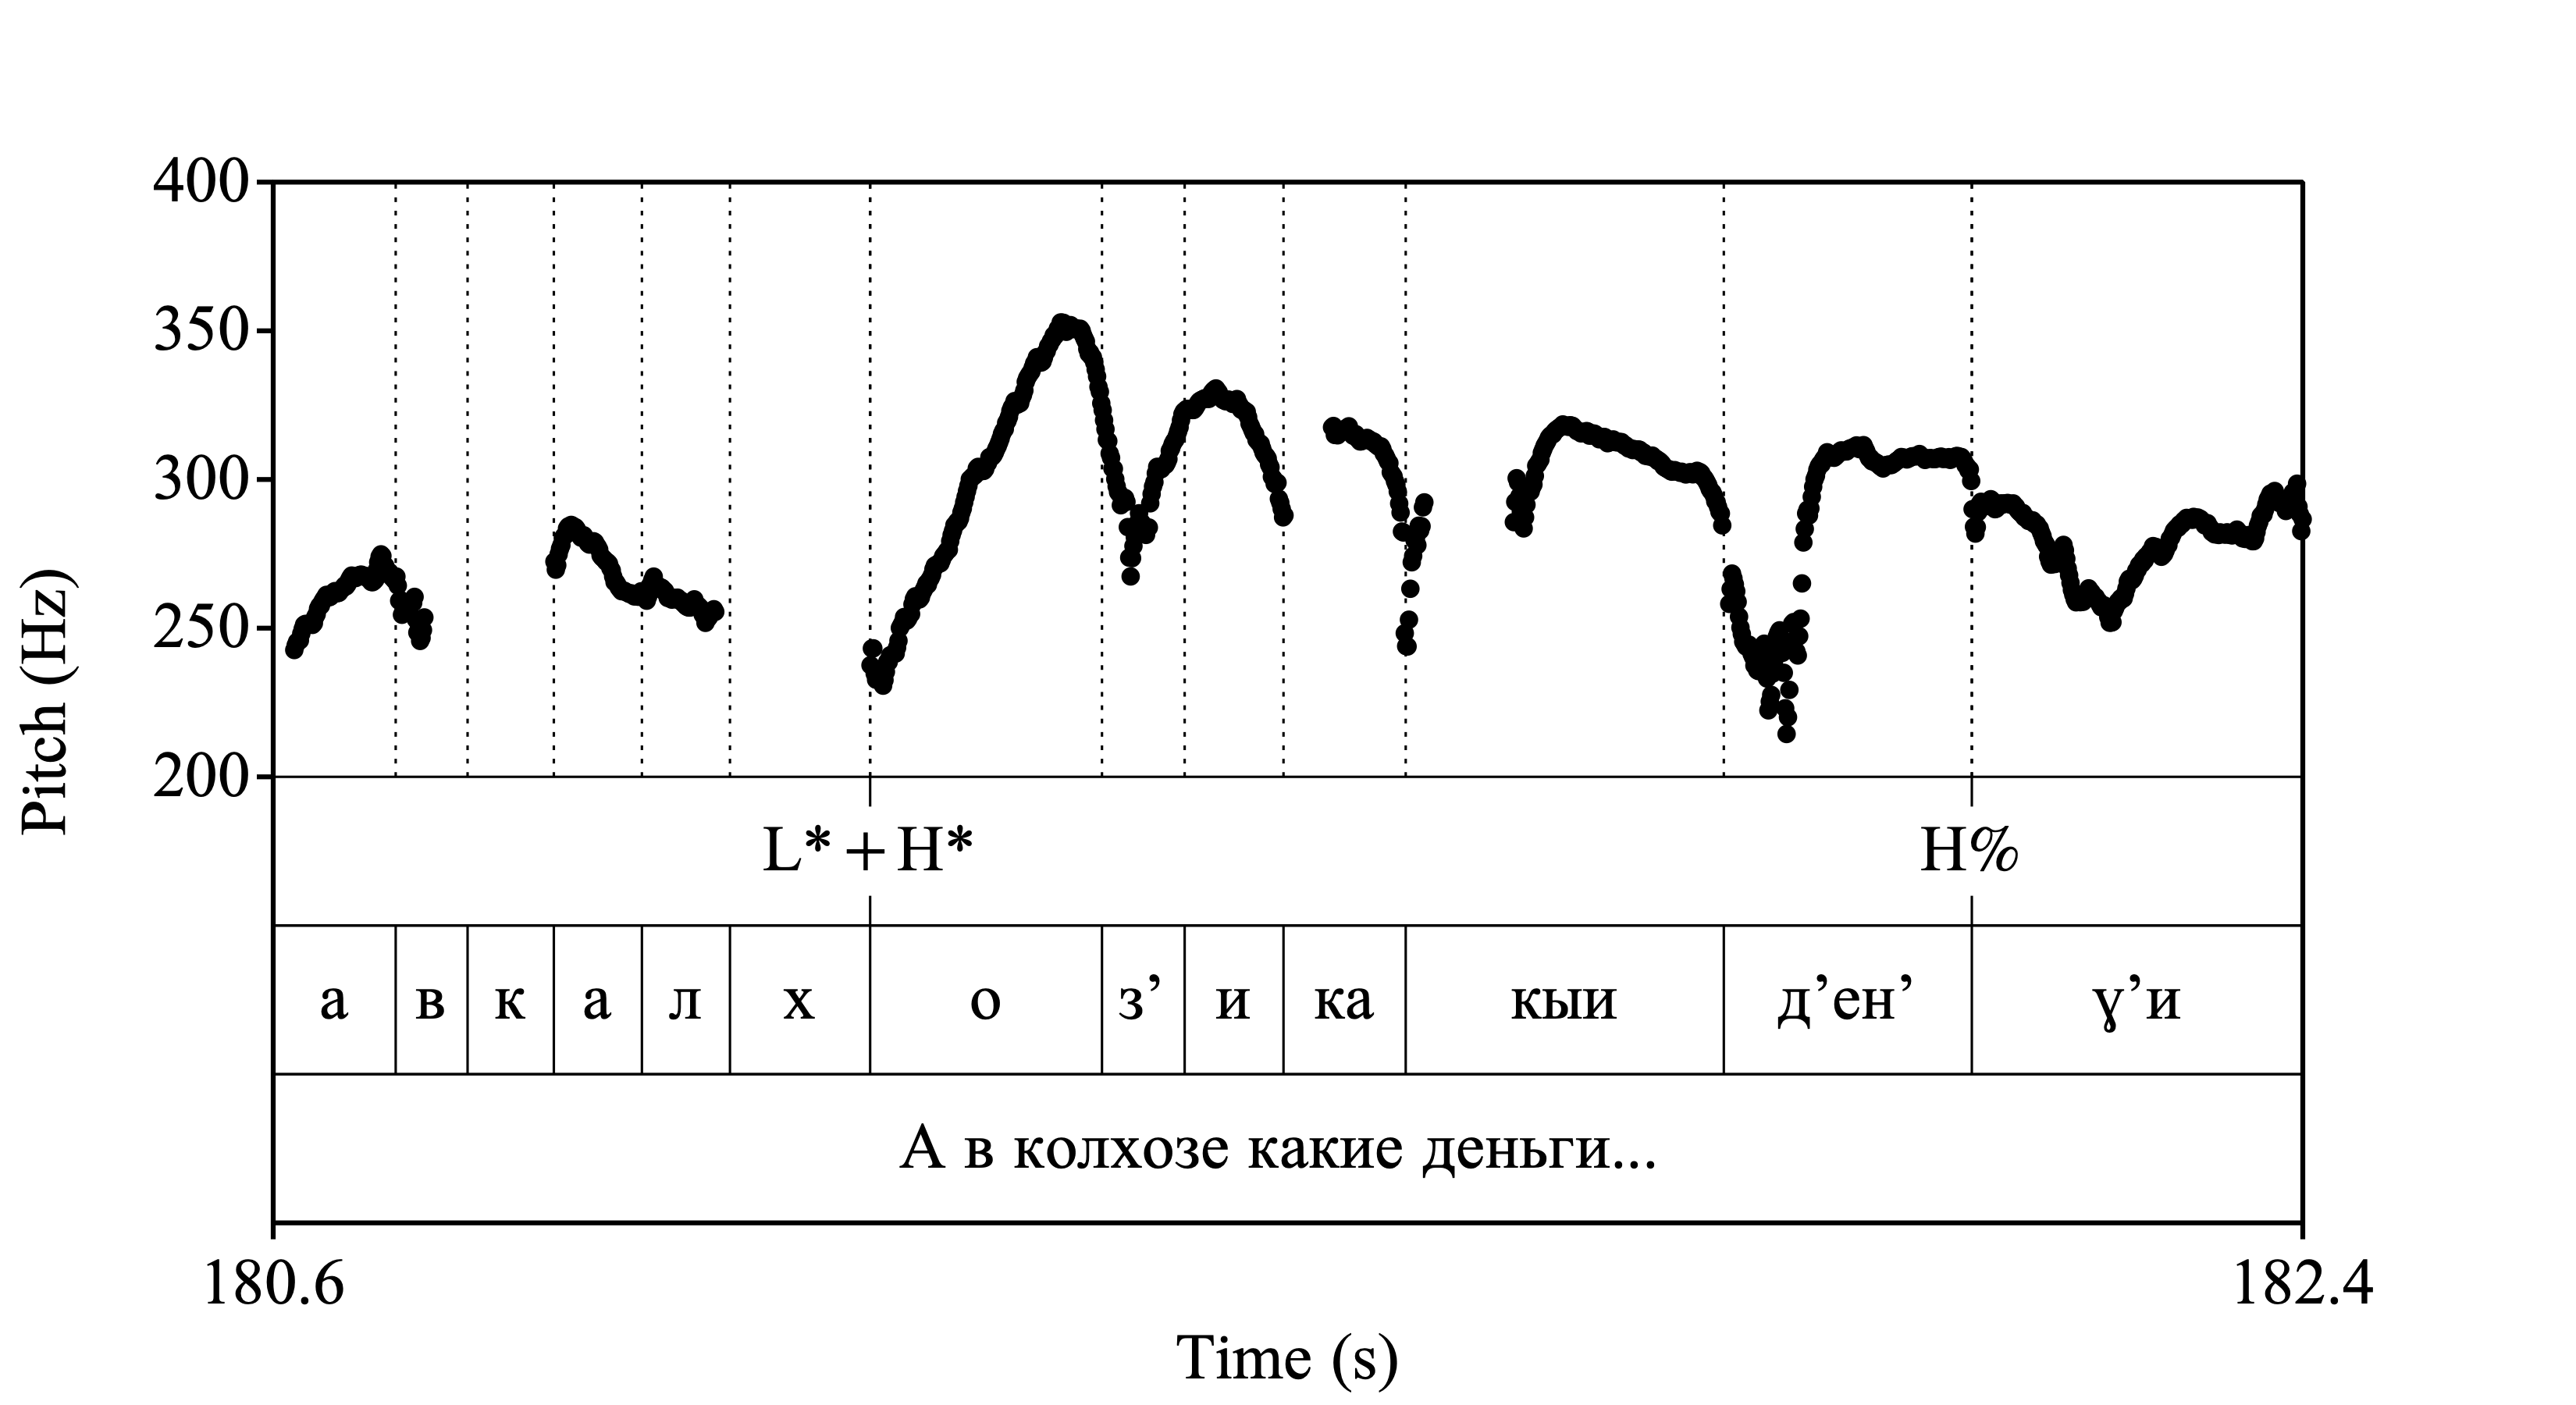 400
350
300
250
200
Pitch (Hz)
L*+H* H%
а в к а л х о з’ и ка кыи д’ен’ ɣ’и
А в колхозе какие деньги...
180.6 182.4
Time (s)